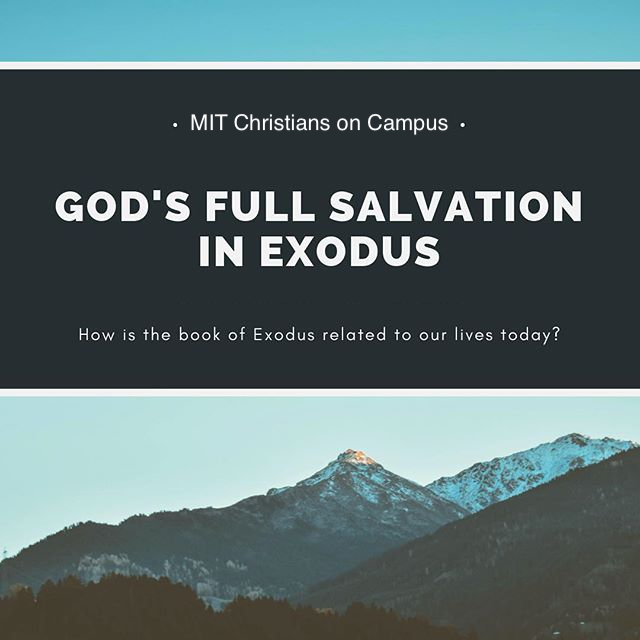 • MIT Christians on Campus •
GOD'S FULL SALVATION
IN EXODUS
How is the book of Exodus related to our lives today?